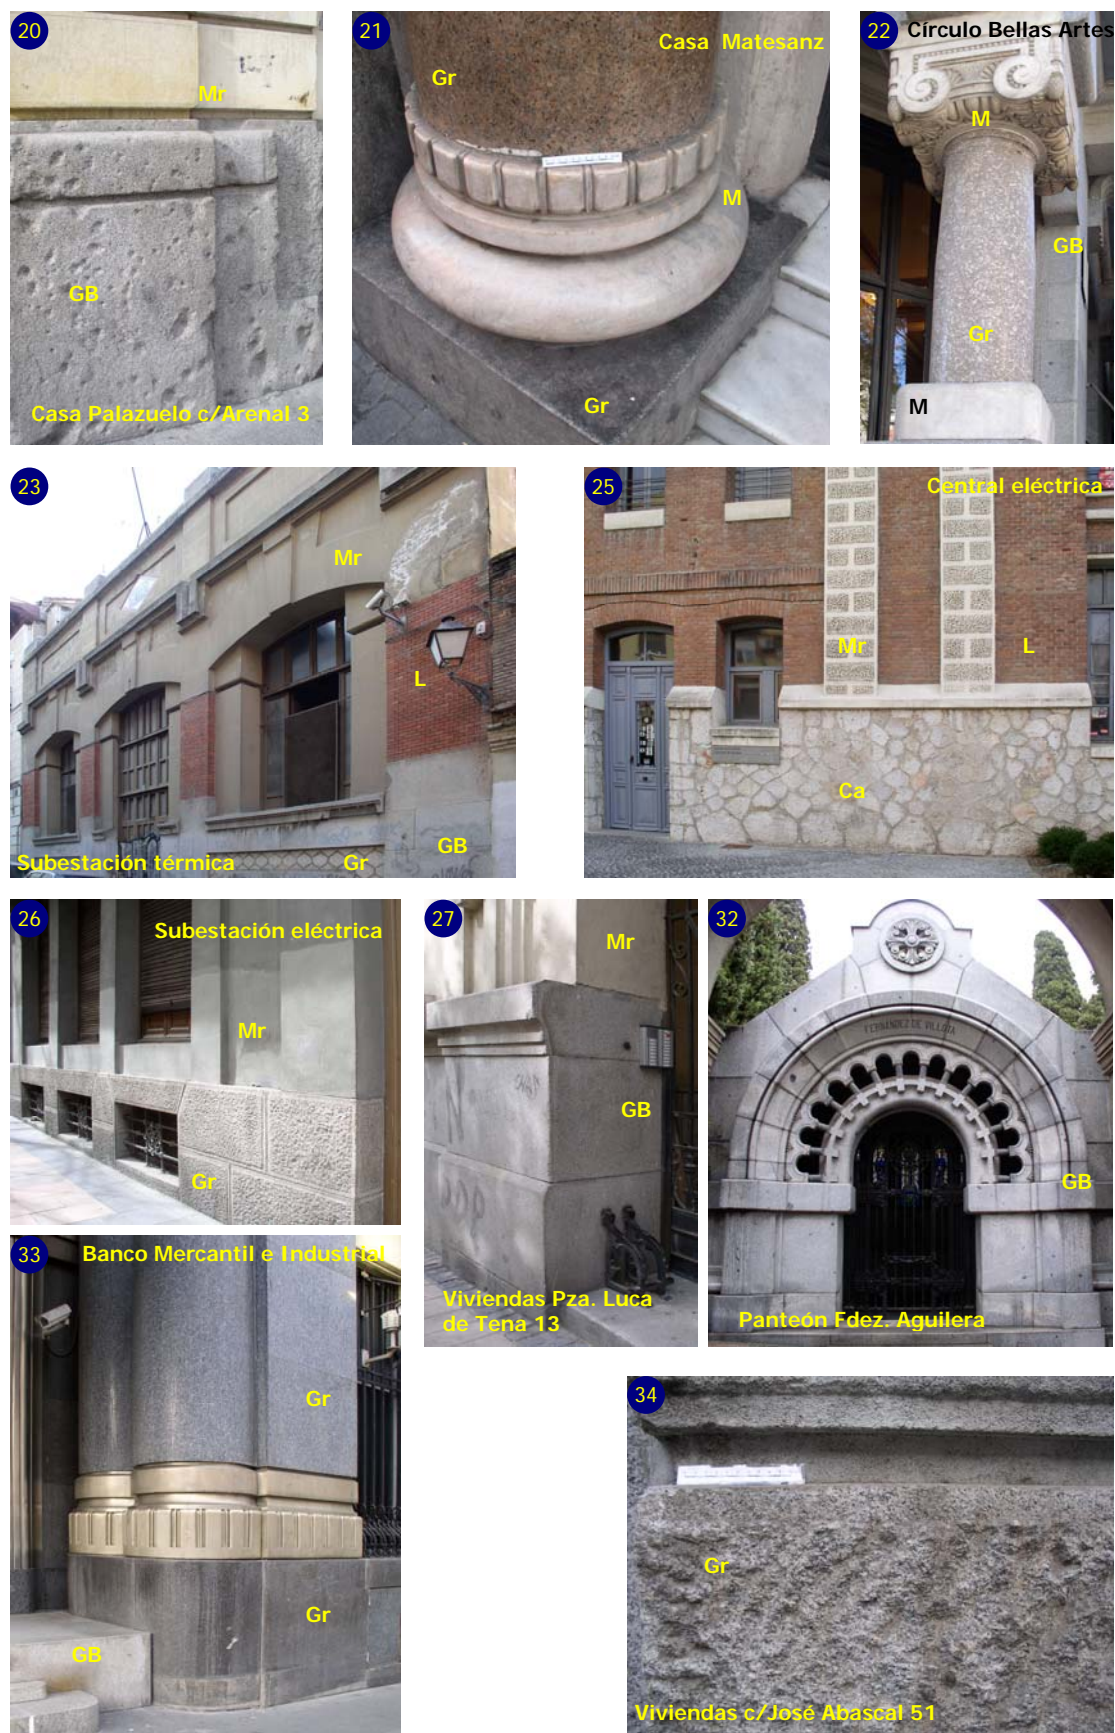 20
Mr
GB
Casa Palazuelo c/Arenal 3
21
Casa Matesanz
Gr
M
Gr
22
Círculo Bellas Artes
M
GB
Gr
M
23
Mr
L
GB
Subestación térmica
Gr
25
Central eléctrica
Mr
L
Ca
26
Subestación eléctrica
Mr
Gr
27
Mr
GB
Viviendas Pza. Luca
de Tena 13
32
FERNANDEZ DE VILLOTA
GB
Panteón Fdez. Aguilera
33
Banco Mercantil e Industrial
Gr
Gr
GB
34
Gr
Viviendas c/José Abascal 51